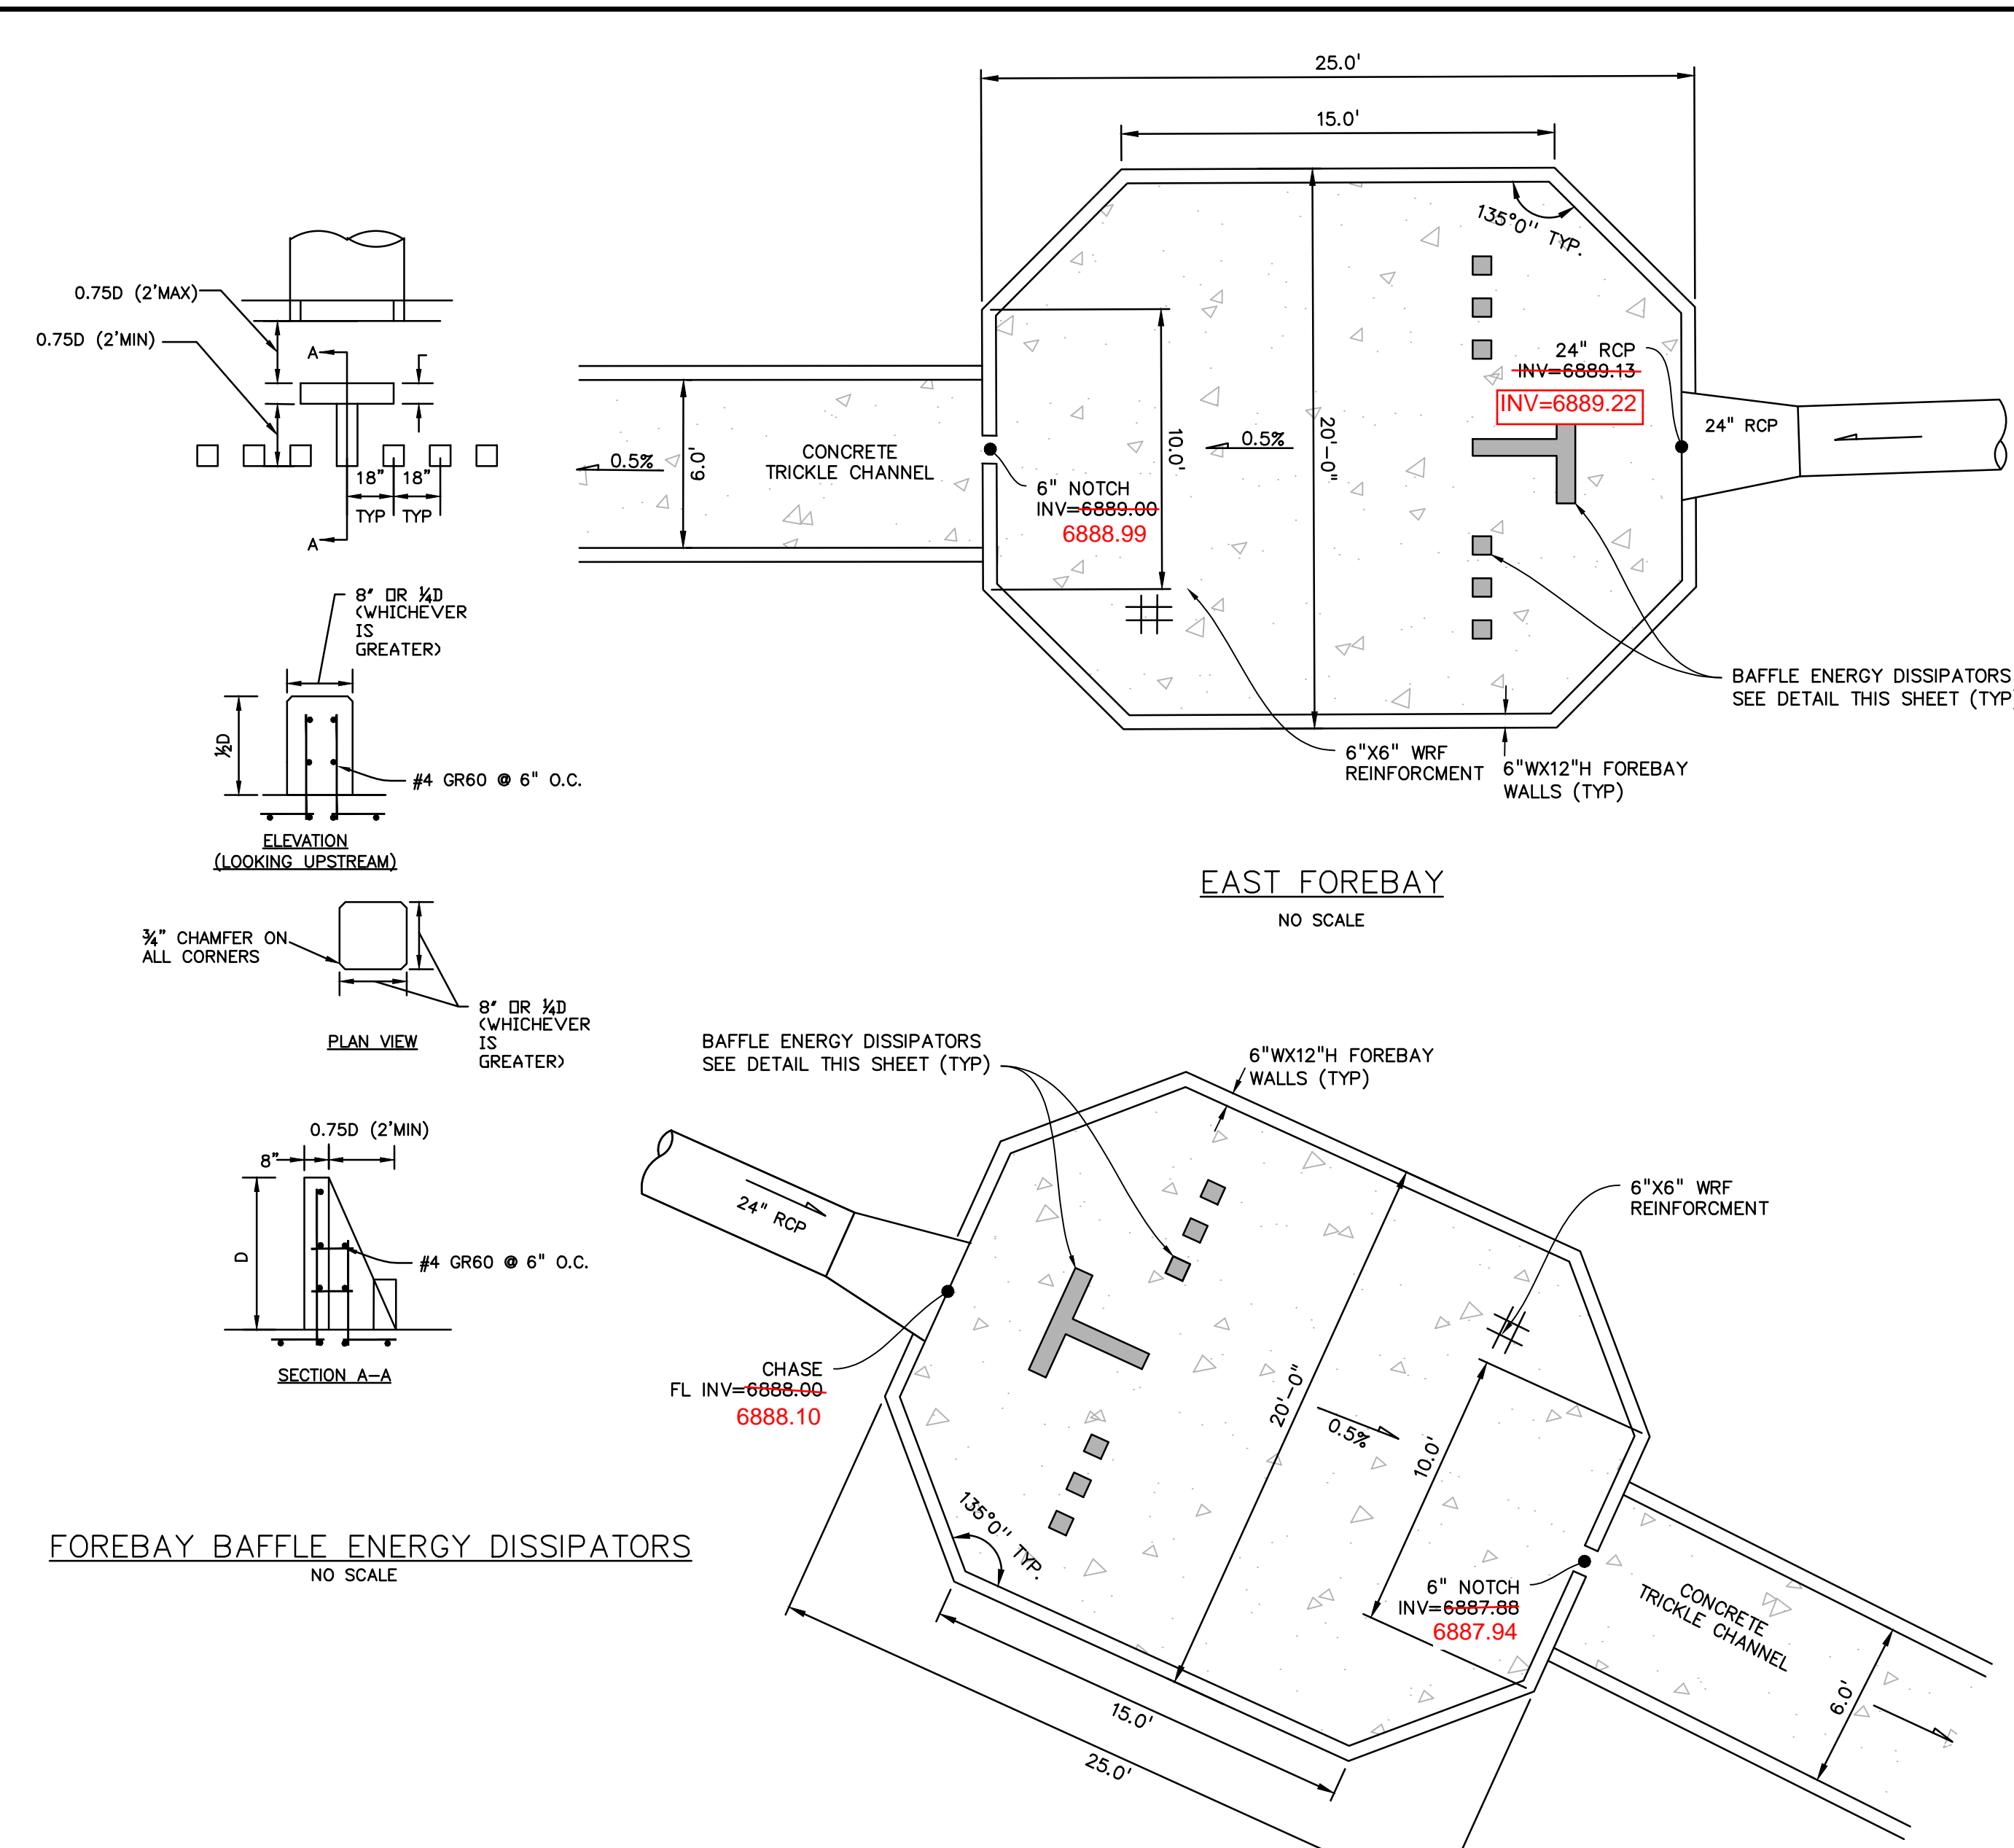 25.0'
15.0'
135°0'' TYP.
24" RCP
INV=6889.13
INV=6889.22
24" RCP
20'-0"
10.0'
0.5%
6" NOTCH
INV=6889.00
6888.99
CONCRETE
TRICKLE CHANNEL
6.0'
0.5%
BAFFLE ENERGY DISSIPATORS
SEE DETAIL THIS SHEET (TYP)
6"X6" WRF
REINFORCMENT
6"WX12"H FOREBAY
WALLS (TYP)
EAST FOREBAY
NO SCALE
0.75D (2'MAX)
0.75D (2'MIN)
A
18" 18"
TYP TYP
A
8" OR ¼D
(WHICHEVER
IS
GREATER)
½D
#4 GR60 @ 6" O.C.
ELEVATION
(LOOKING UPSTREAM)
¾" CHAMFER ON
ALL CORNERS
8" OR ¼D
(WHICHEVER
IS
GREATER)
PLAN VIEW
0.75D (2'MIN)
8"
D
#4 GR60 @ 6" O.C.
SECTION A-A
FOREBAY BAFFLE ENERGY DISSIPATORS
NO SCALE
BAFFLE ENERGY DISSIPATORS
SEE DETAIL THIS SHEET (TYP)
6"WX12"H FOREBAY
WALLS (TYP)
6"X6" WRF
REINFORCMENT
24" RCP
CHASE
FL INV=6888.00
6888.10
20'-0"
0.5%
10.0'
135°0'' TYP.
6" NOTCH
INV=6887.88
6887.94
CONCRETE
TRICKLE CHANNEL
6.0'
15.0'
25.0'